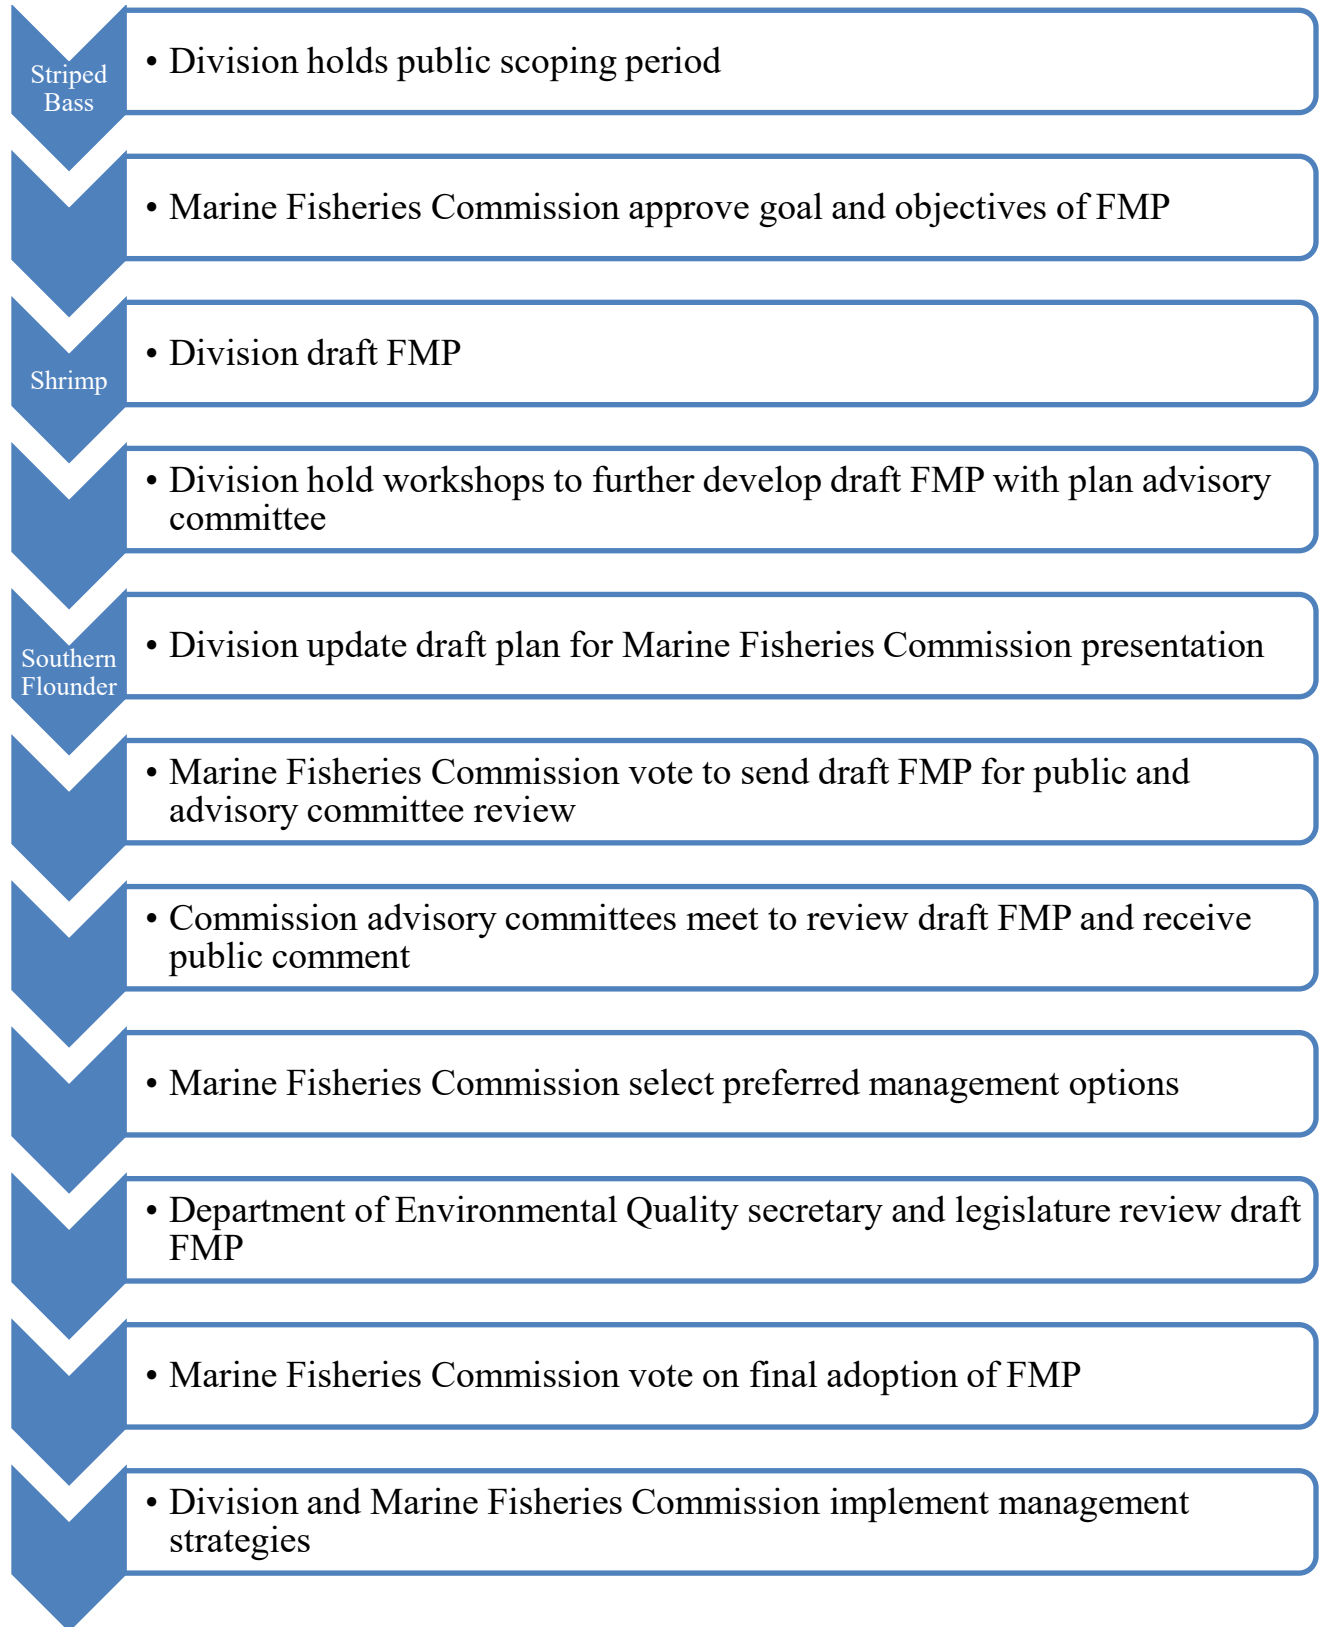 Striped
Bass
• Division holds public scoping period
• Marine Fisheries Commission approve goal and objectives of FMP
Shrimp
• Division draft FMP
• Division hold workshops to further develop draft FMP with plan advisory
committee
Southern
Flounder
• Division update draft plan for Marine Fisheries Commission presentation
• Marine Fisheries Commission vote to send draft FMP for public and
advisory committee review
• Commission advisory committees meet to review draft FMP and receive
public comment
• Marine Fisheries Commission select preferred management options
• Department of Environmental Quality secretary and legislature review draft
FMP
• Marine Fisheries Commission vote on final adoption of FMP
• Division and Marine Fisheries Commission implement management
strategies